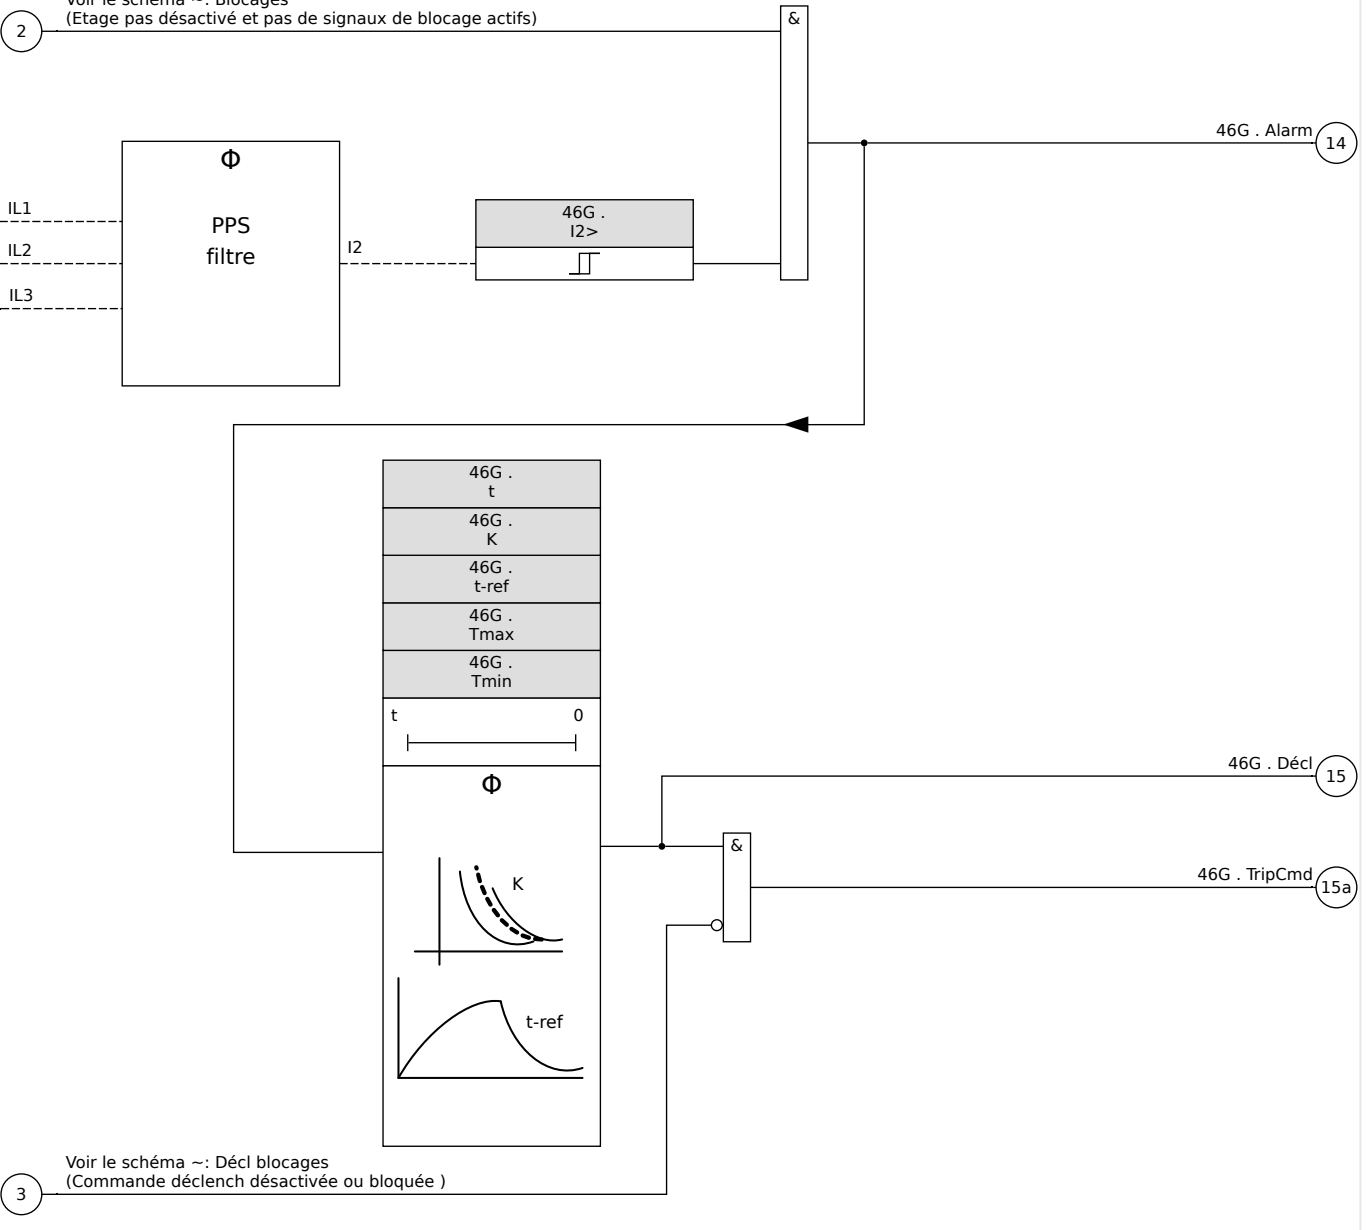 Voir le schéma ~: Blocages
(Etage pas désactivé et pas de signaux de blocage actifs)
2
&
46G . Alarm
14
Φ
PPS
filtre
IL1
IL2
IL3
I2
46G .
I2>
46G .
t
46G .
K
46G .
t-ref
46G .
Tmax
46G .
Tmin
t 0
Φ
K
t-ref
46G . Décl
15
&
46G . TripCmd
15a
Voir le schéma ~: Décl blocages
(Commande déclench désactivée ou bloquée )
3